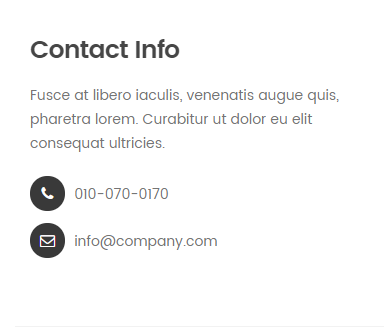 Contact Info
Fusce at libero iaculis, venenatis augue quis,
pharetra lorem. Curabitur ut dolor eu elit
consequat ultricies.
010-070-0170
info@company.com